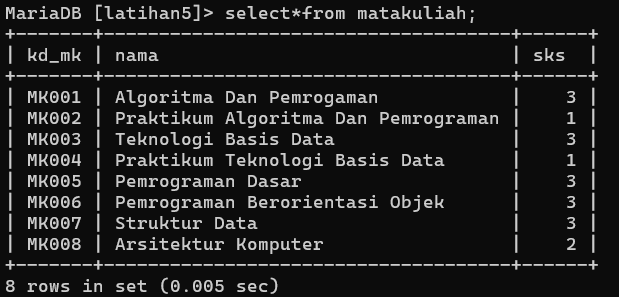 MariaDB [latihan5]> select*from matakuliah;
+-------+----------------------------------------+------+
| kd_mk | nama                                   | sks  |
+-------+----------------------------------------+------+
| MK001 | Algoritma Dan Pemrogaman               |    3 |
| MK002 | Praktikum Algoritma Dan Pemrograman    |    1 |
| MK003 | Teknologi Basis Data                   |    3 |
| MK004 | Praktikum Teknologi Basis Data         |    1 |
| MK005 | Pemrograman Dasar                      |    3 |
| MK006 | Pemrograman Berorientasi Objek         |    3 |
| MK007 | Struktur Data                          |    3 |
| MK008 | Arsitektur Komputer                    |    2 |
+-------+----------------------------------------+------+
8 rows in set (0.005 sec)